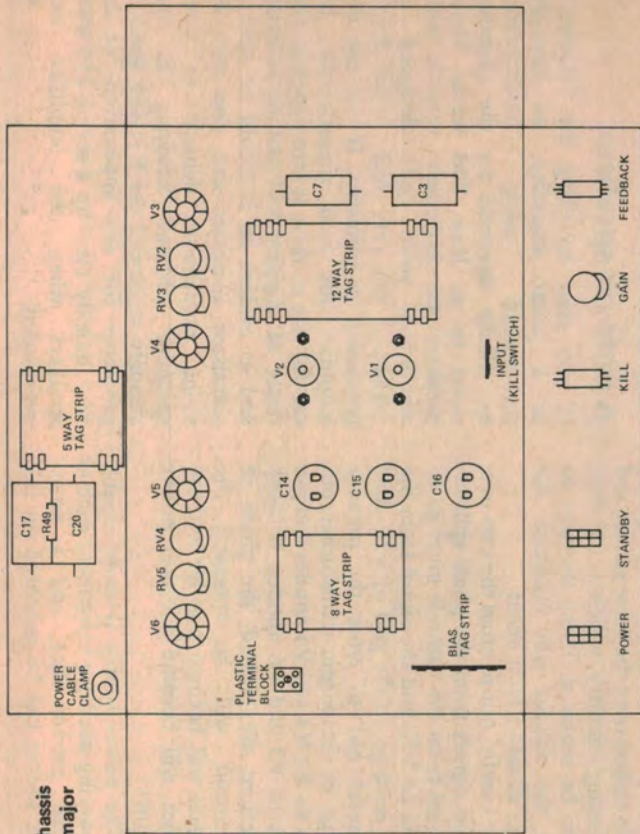 hassis
major
POWER
CABLE
CLAMP
C17
R49
C20
5 WAY
TAG STRIP
V6
RV5
RV4
V5
V4
RV3
RV2
V3
PLASTIC
TERMINAL
BLOCK
8 WAY
TAG STRIP
C14
C15
C16
V2
V1
12 WAY
TAG STRIP
C7
C3
BIAS
TAG STRIP
INPUT
(KILL SWITCH)
POWER
STANDBY
KILL
GAIN
FEEDBACK